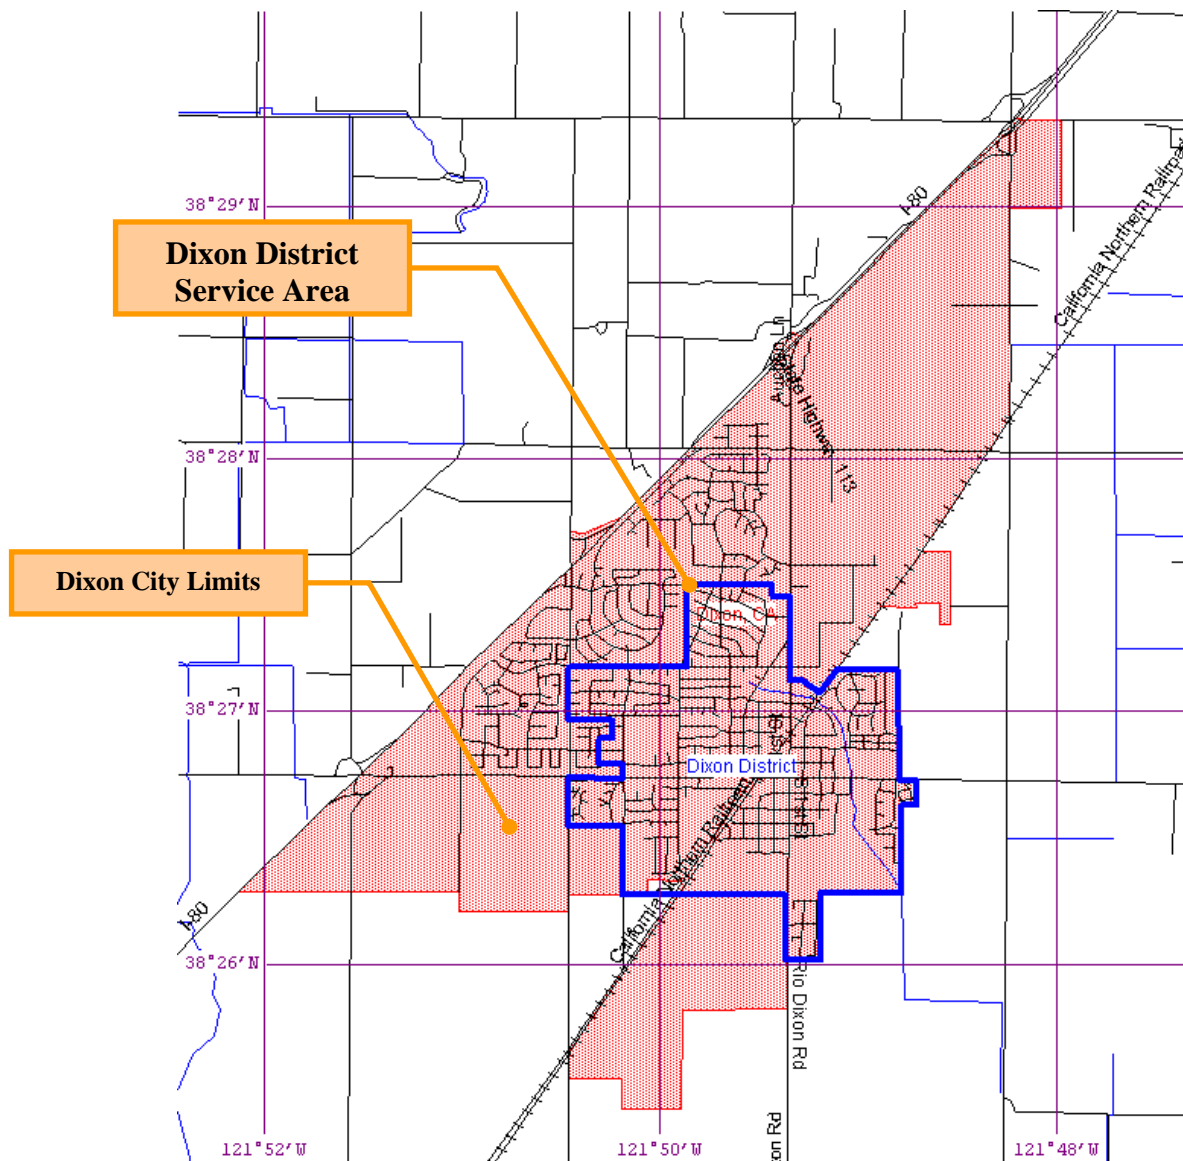 I-80
38°29'N
California Northern Railroad
Dixon District
Service Area
State Highway 113
38°28'N
Dixon City Limits
Dixon, CA
38°27'N
Dixon District
California Northern Railroad
I-80
38°26'N
Rio Dixon Rd
121°52'W
121°50'W
121°48'W